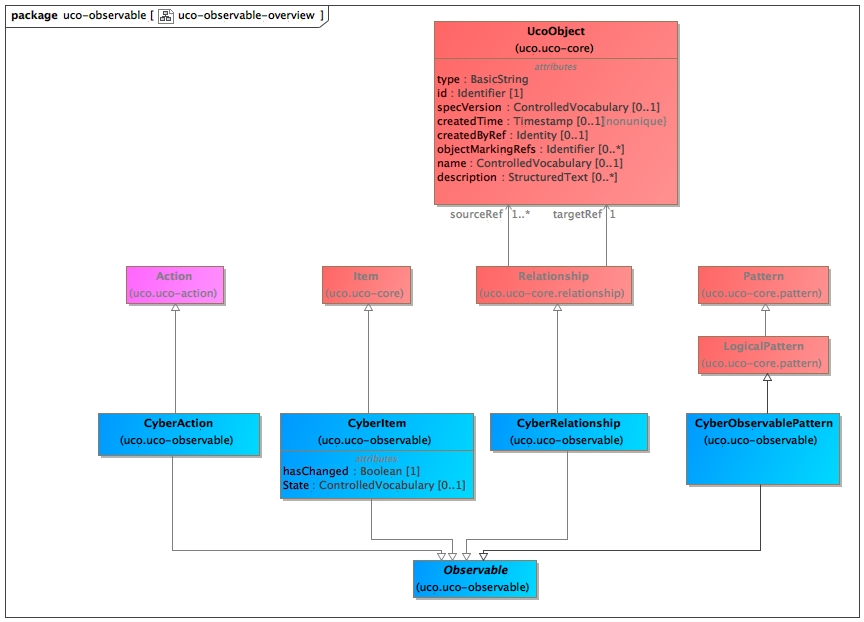 package uco-observable [ uco-observable-overview ]
UcoObject
(uco.uco-core)
attributes
type : BasicString
id : Identifier [1]
specVersion : ControlledVocabulary [0..1]
createdTime : Timestamp [0..1]{nonunique}
createdByRef : Identity [0..1]
objectMarkingRefs : Identifier [0..*]
name : ControlledVocabulary [0..1]
description : StructuredText [0..*]
sourceRef 1..* targetRef 1
Action
(uco.uco-action)
Item
(uco.uco-core)
Relationship
(uco.uco-core.relationship)
Pattern
(uco.uco-core.pattern)
LogicalPattern
(uco.uco-core.pattern)
CyberAction
(uco.uco-observable)
CyberItem
(uco.uco-observable)
attributes
hasChanged : Boolean [1]
State : ControlledVocabulary [0..1]
CyberRelationship
(uco.uco-observable)
CyberObservablePattern
(uco.uco-observable)
Observable
(uco.uco-observable)